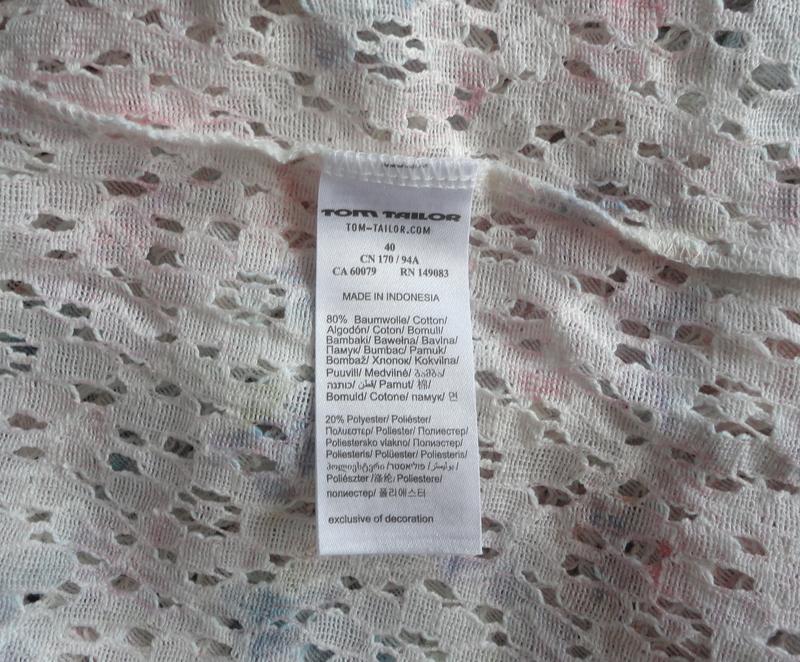 TOM TAILOR
TOM-TAILOR.COM
40
CN 170 / 94A
CA 60079 RN 149083
MADE IN INDONESIA
80% Baumwolle/ Cotton/
Algodón/ Coton/ Bomull/
Bambaki/ Bawełna/ Bavlna/
Памук/ Bumbac/ Pamuk/
Bombaž/ Хлопок/ Kokvilna/
Puuvill/ Medvilnė/ ბამბა/
כותנה/ قطن/ Pamut/ 棉/
Bomuld/ Cotone/ памук/ 면
20% Polyester/ Poliéster/
Πολυεστερ/ Poliester/ Полиестер/
Poliestersko vlakno/ Полиэстер/
Poliesteris/ Polüester/ Poliesteris/
პოლიესტერი/ פוליאסטר/ بوليستر/
Poliészter/ 涤纶/ Poliestere/
полиестер/ 폴리에스터
exclusive of decoration